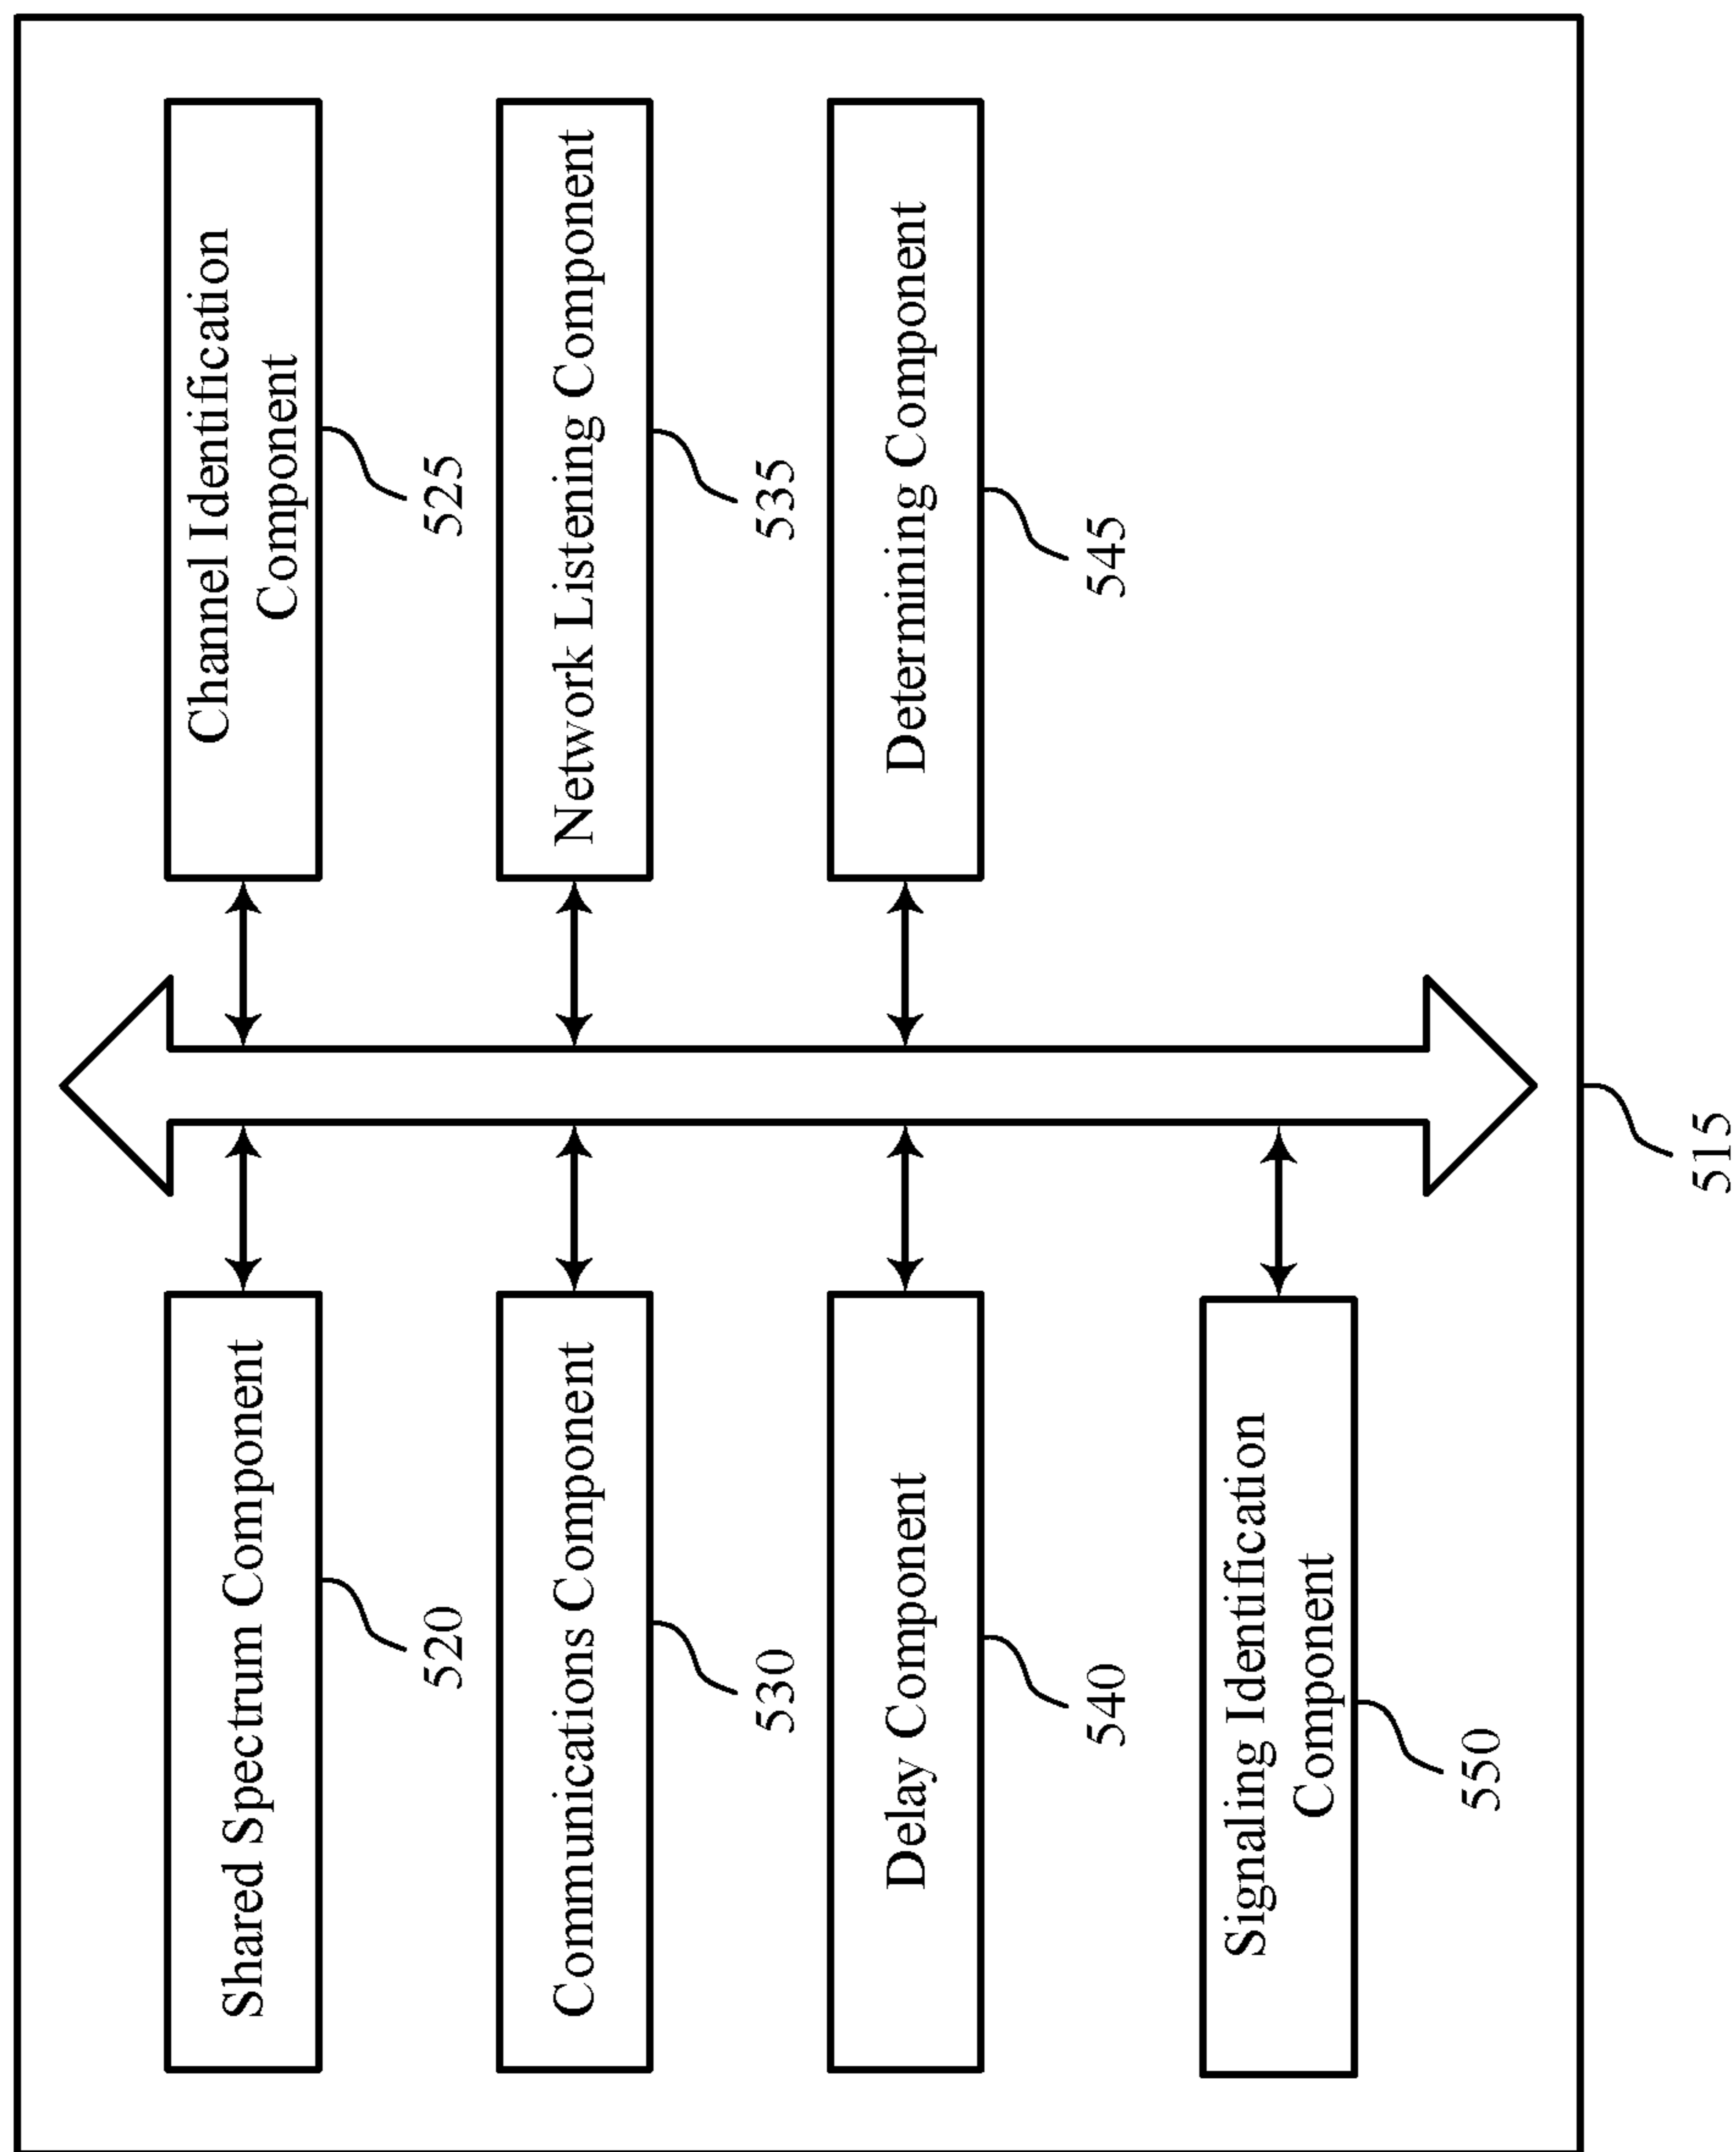 Shared Spectrum Component
520
Channel Identification
Component
525
Communications Component
530
Network Listening Component
535
Delay Component
540
Determining Component
545
Signaling Identification
Component
550
515